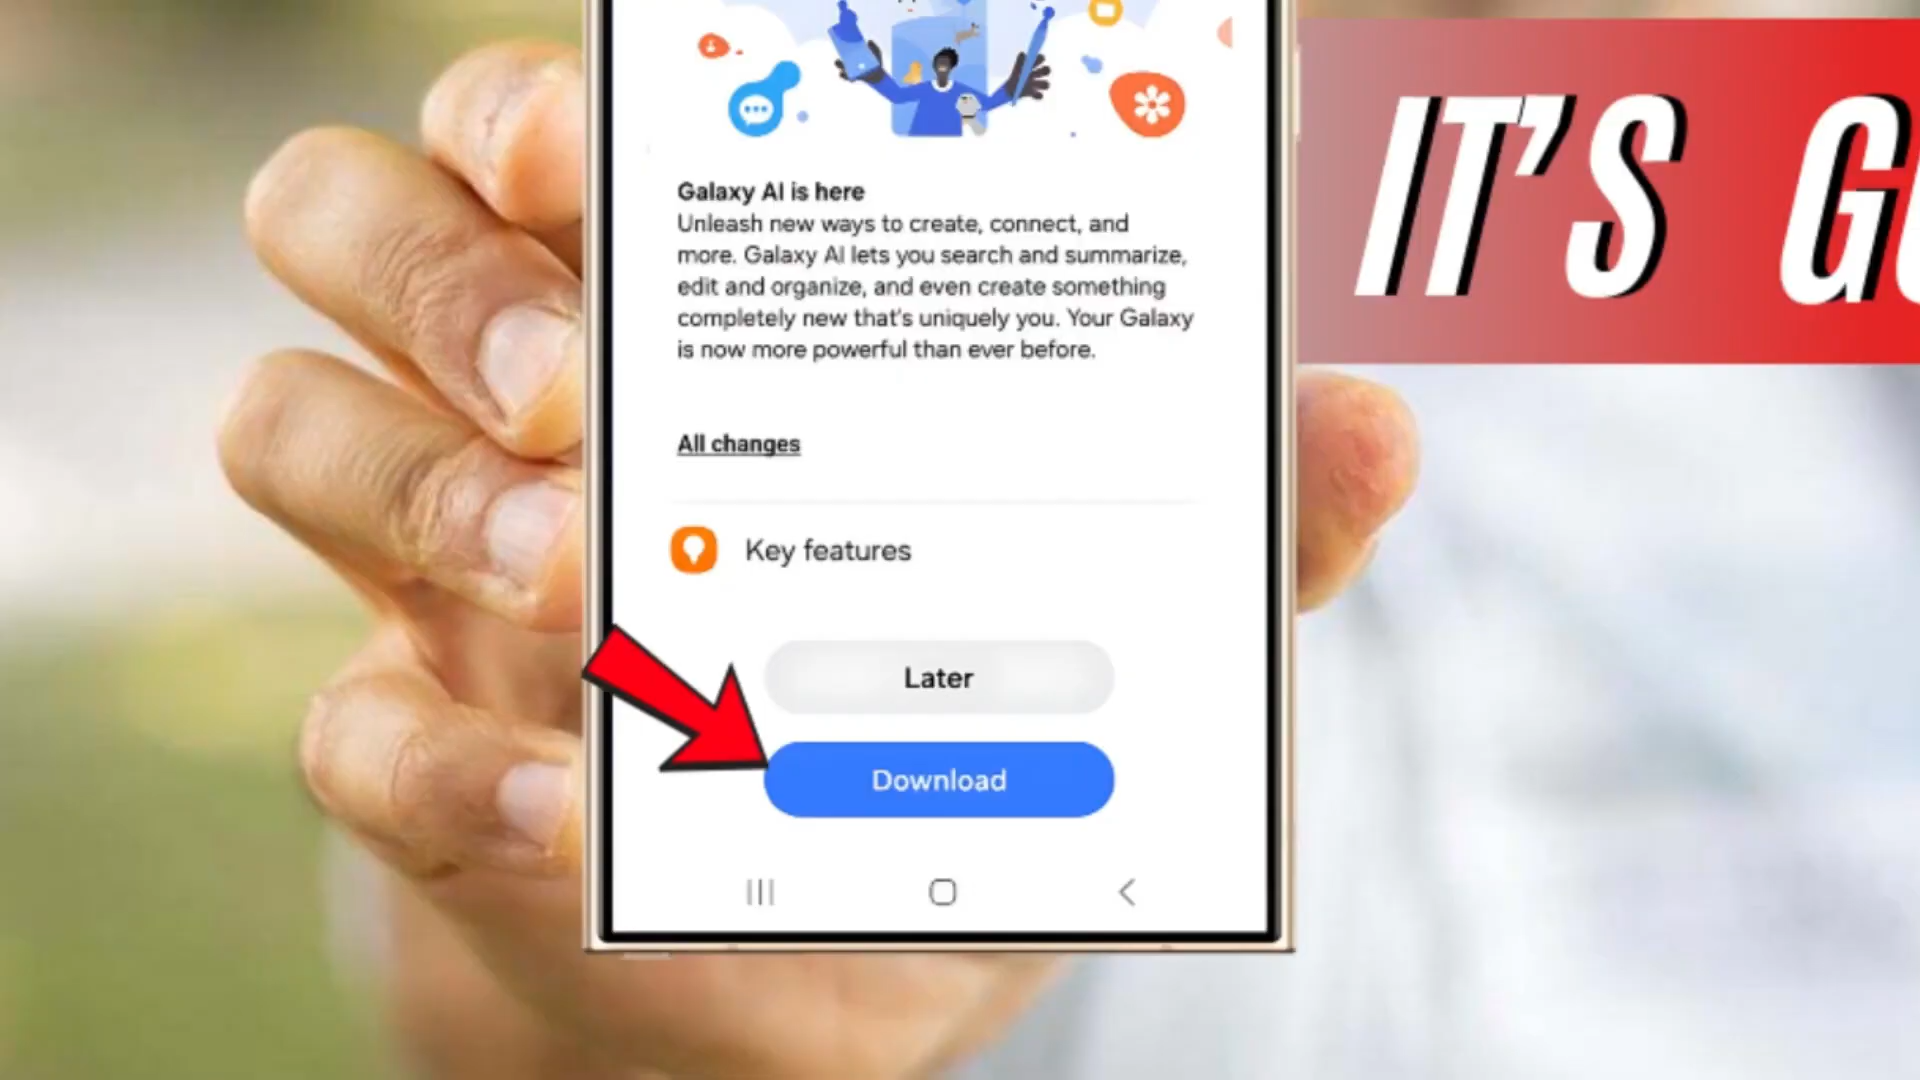 IT'S
Galaxy AI is here
Unleash new ways to create, connect, and
more. Galaxy AI lets you search and summarize,
edit and organize, and even create something
completely new that's uniquely you. Your Galaxy
is now more powerful than ever before.
All changes
Key features
Later
Download